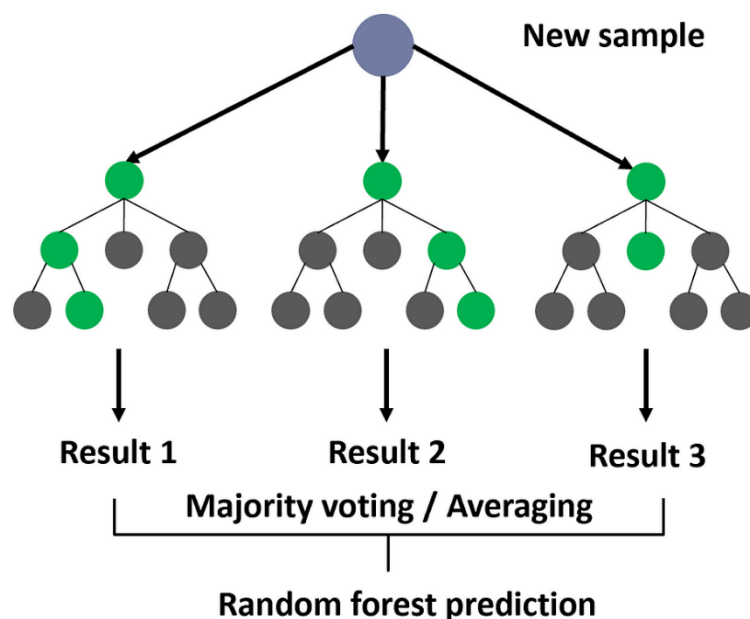 New sample
Result 1
Result 2
Result 3
Majority voting / Averaging
Random forest prediction